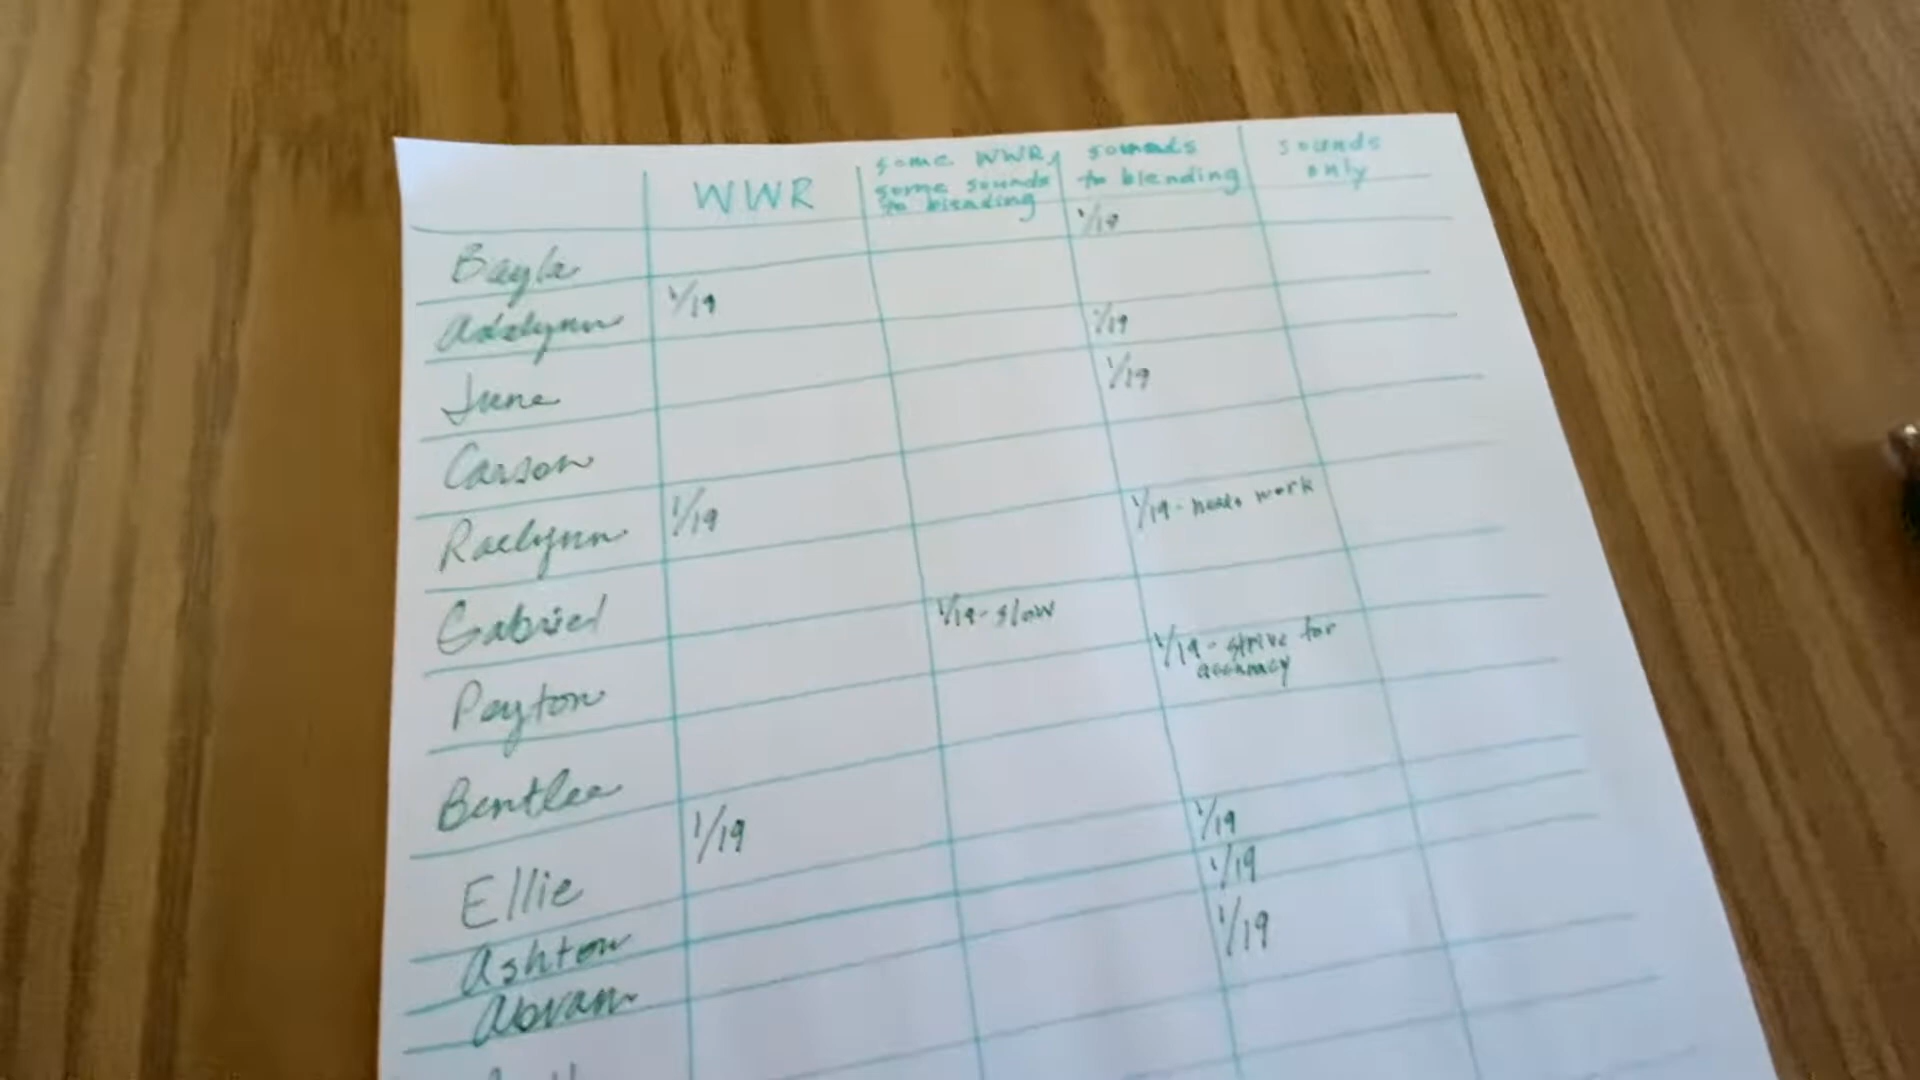 WWR
some WWR,
some sounds
to blending
sounds
to blending
sounds
only
Bayla
1/19
Adelynn
1/19
June
1/19
Carson
1/19
Raelynn
1/19
Gabriel
1/19 - needs work
Peyton
1/19 - slow
Bentlee
1/19 - strive for
accuracy
Ellie
1/19
Ashton
1/19
Abram
1/19
1/19